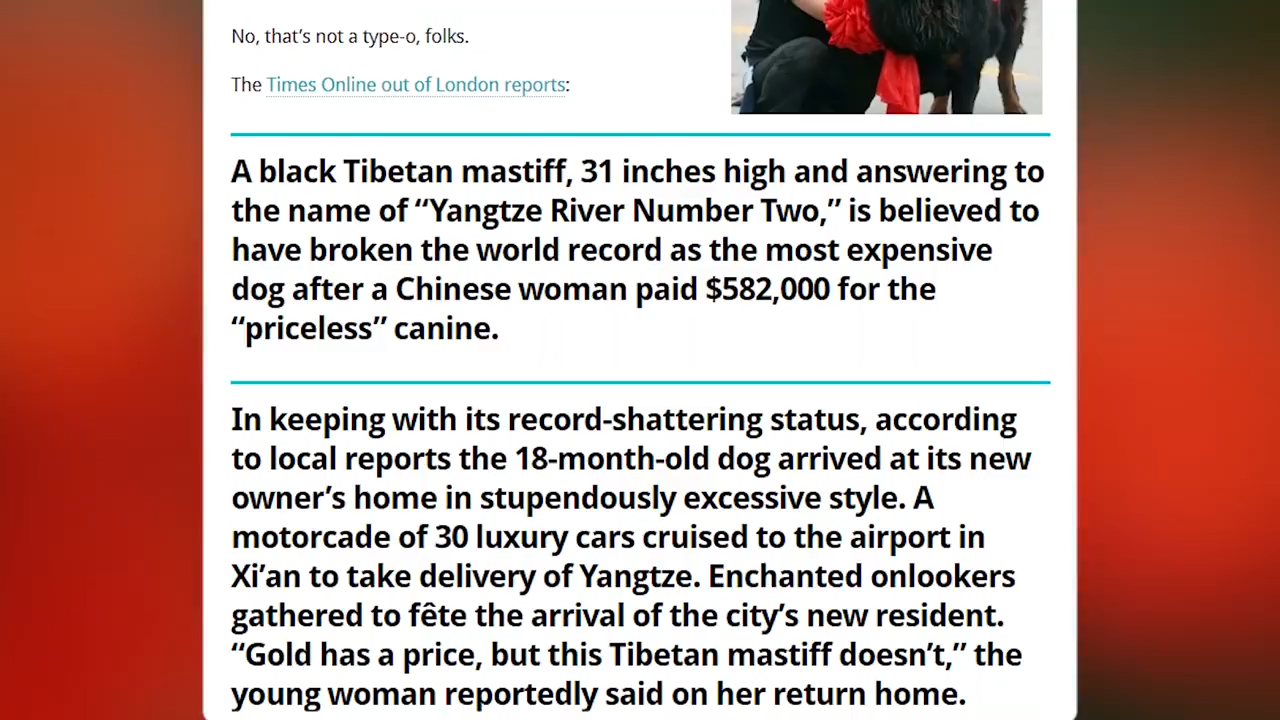 No, that’s not a type-o, folks.
The Times Online out of London reports:
A black Tibetan mastiff, 31 inches high and answering to
the name of “Yangtze River Number Two,” is believed to
have broken the world record as the most expensive
dog after a Chinese woman paid $582,000 for the
“priceless” canine.
In keeping with its record-shattering status, according
to local reports the 18-month-old dog arrived at its new
owner’s home in stupendously excessive style. A
motorcade of 30 luxury cars cruised to the airport in
Xi’an to take delivery of Yangtze. Enchanted onlookers
gathered to fête the arrival of the city’s new resident.
“Gold has a price, but this Tibetan mastiff doesn’t,” the
young woman reportedly said on her return home.